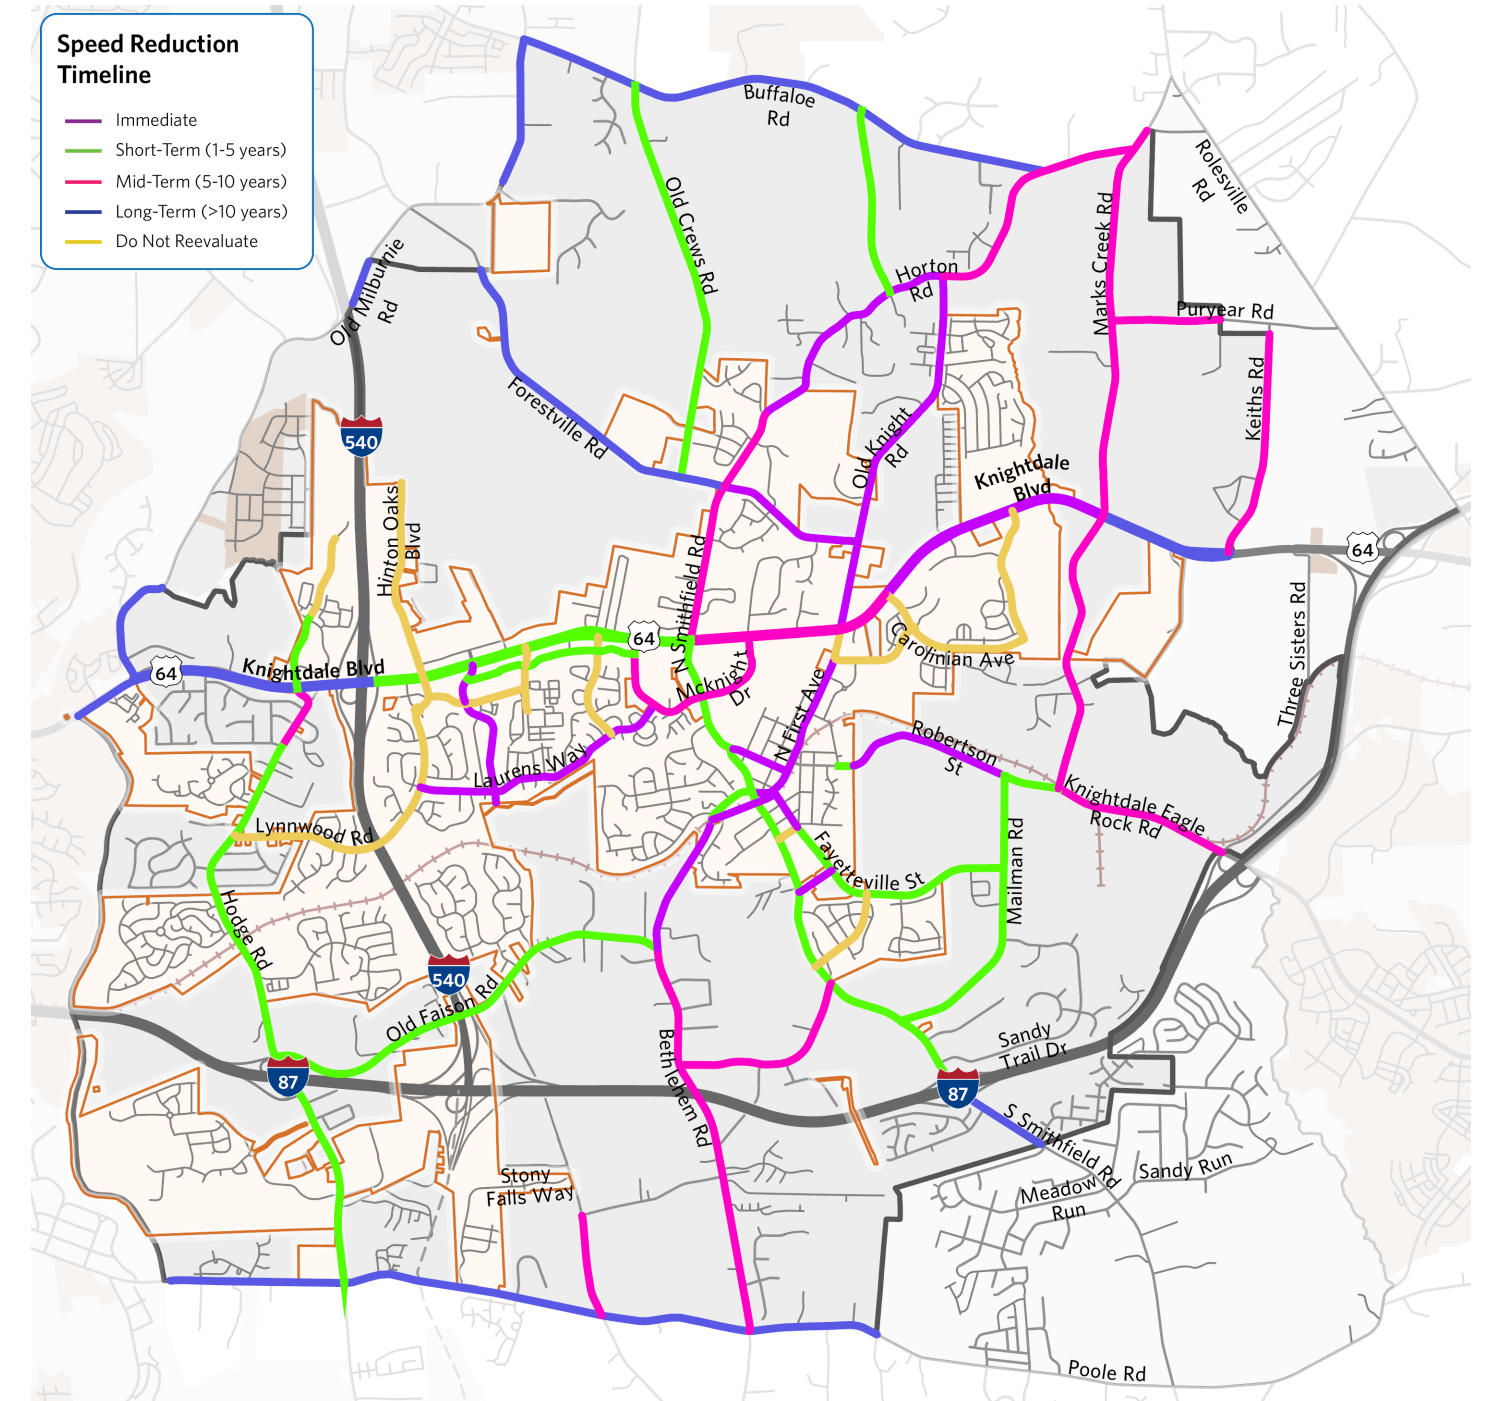 Speed Reduction
Timeline
Immediate
Short-Term (1-5 years)
Mid-Term (5-10 years)
Long-Term (>10 years)
Do Not Reevaluate
Buffaloe
Rd
Rolesville
Rd
Old Crews Rd
Marks Creek Rd
Old Milburnie
Rd
Horton
Rd
Puryear Rd
Keiths Rd
Forestville Rd
540
Old Knight
Rd
Knightdale
Blvd
Hinton Oaks
Blvd
64
N Smithfield Rd
64
Carolinian Ave
Three Sisters Rd
64
Knightdale Blvd
Mcknight
Dr
N First Ave
Robertson
St
Laurens Way
Knightdale Eagle
Rock Rd
Lynnwood Rd
Fayetteville St
Mailman Rd
Hodge Rd
540
Old Faison Rd
Bethlehem Rd
Sandy
Trail Dr
87
87
S Smithfield Rd
Sandy Run
Meadow
Run
Stony
Falls Way
Poole Rd